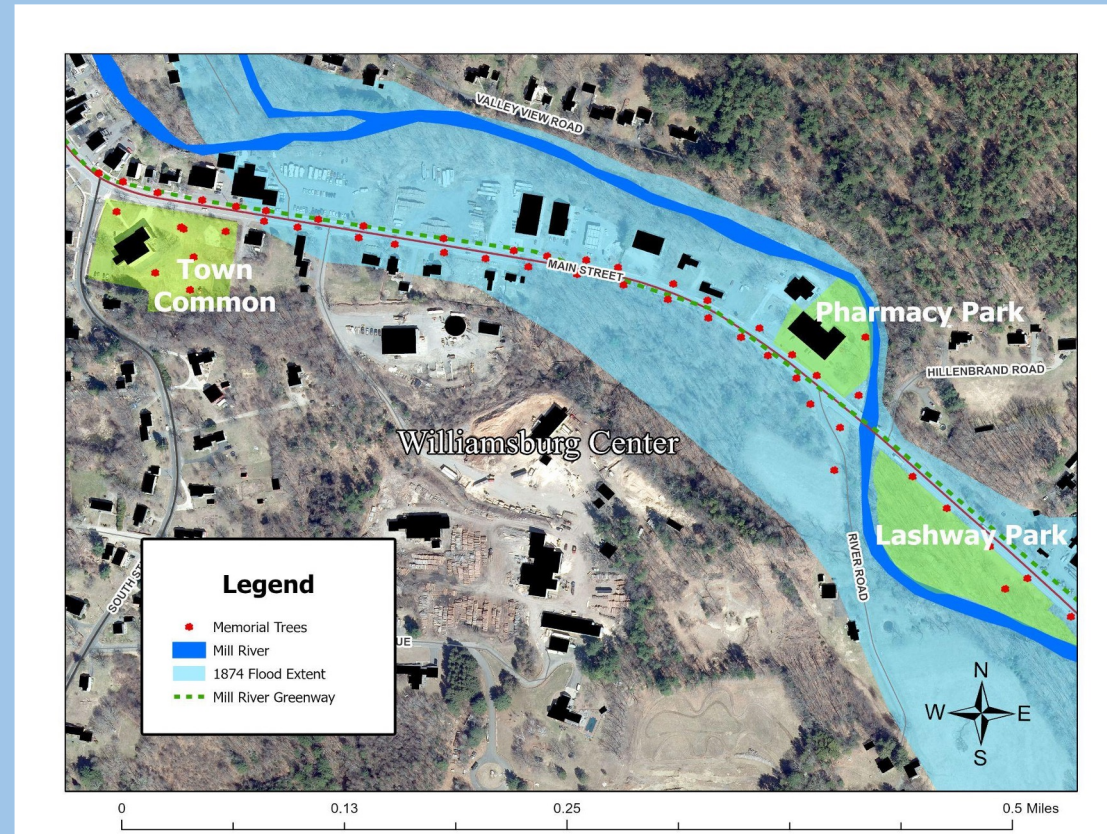 VALLEY VIEW ROAD
MAIN STREET
Town
Common
Pharmacy Park
HILLENBRAND ROAD
Williamsburg Center
Lashway Park
RIVER ROAD
SOUTH ST
UE
Legend
Memorial Trees
Mill River
1874 Flood Extent
Mill River Greenway
N
W E
S
0 0.13 0.25 0.5 Miles